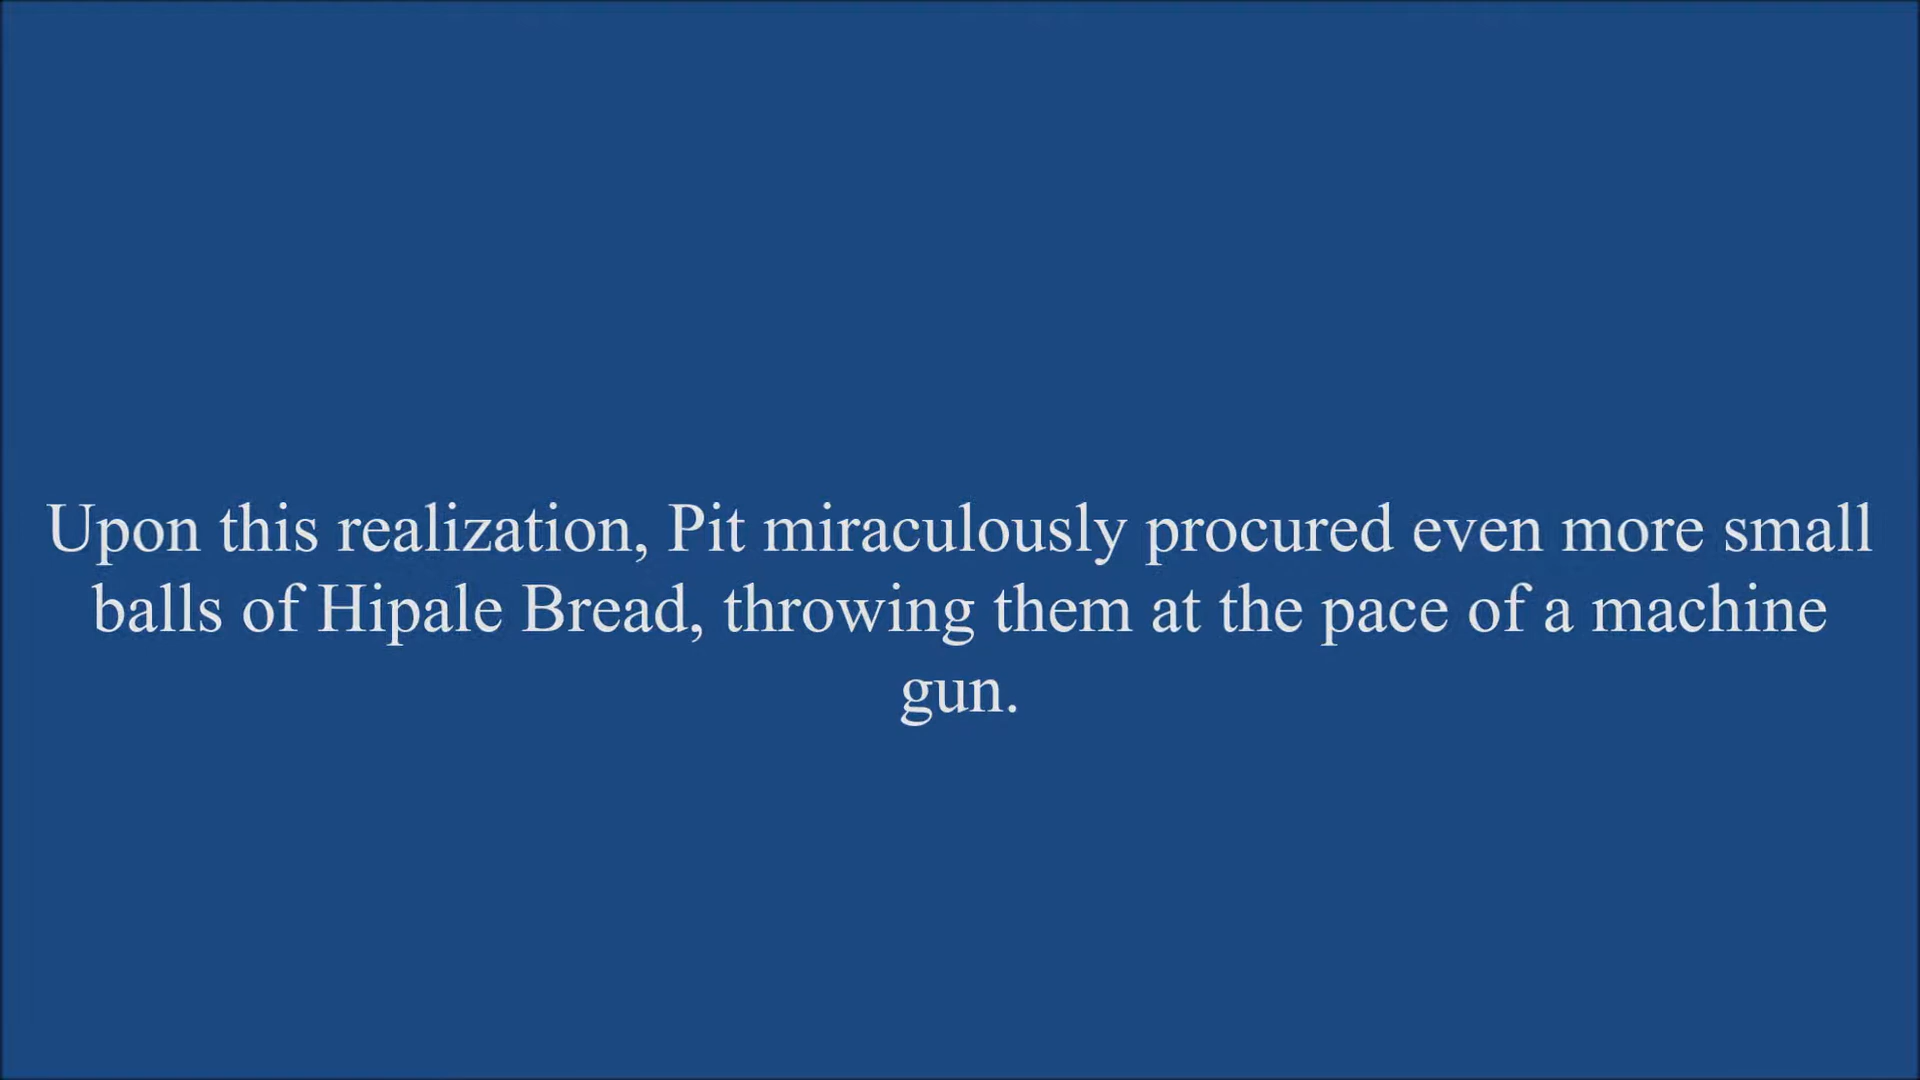 Upon this realization, Pit miraculously procured even more small
balls of Hipale Bread, throwing them at the pace of a machine
gun.